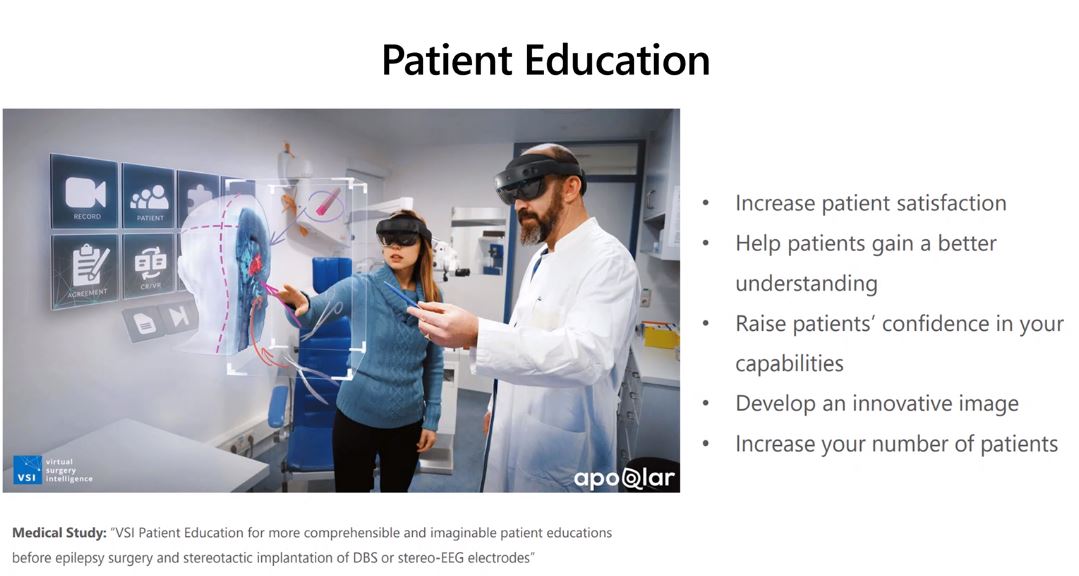 Patient Education
RECORD
PATIENT
AGREEMENT
CR/VR
VSI
virtual
surgery
intelligence
apoQlar
• Increase patient satisfaction
• Help patients gain a better
understanding
• Raise patients’ confidence in your
capabilities
• Develop an innovative image
• Increase your number of patients
Medical Study: “VSI Patient Education for more comprehensible and imaginable patient educations
before epilepsy surgery and stereotactic implantation of DBS or stereo-EEG electrodes”